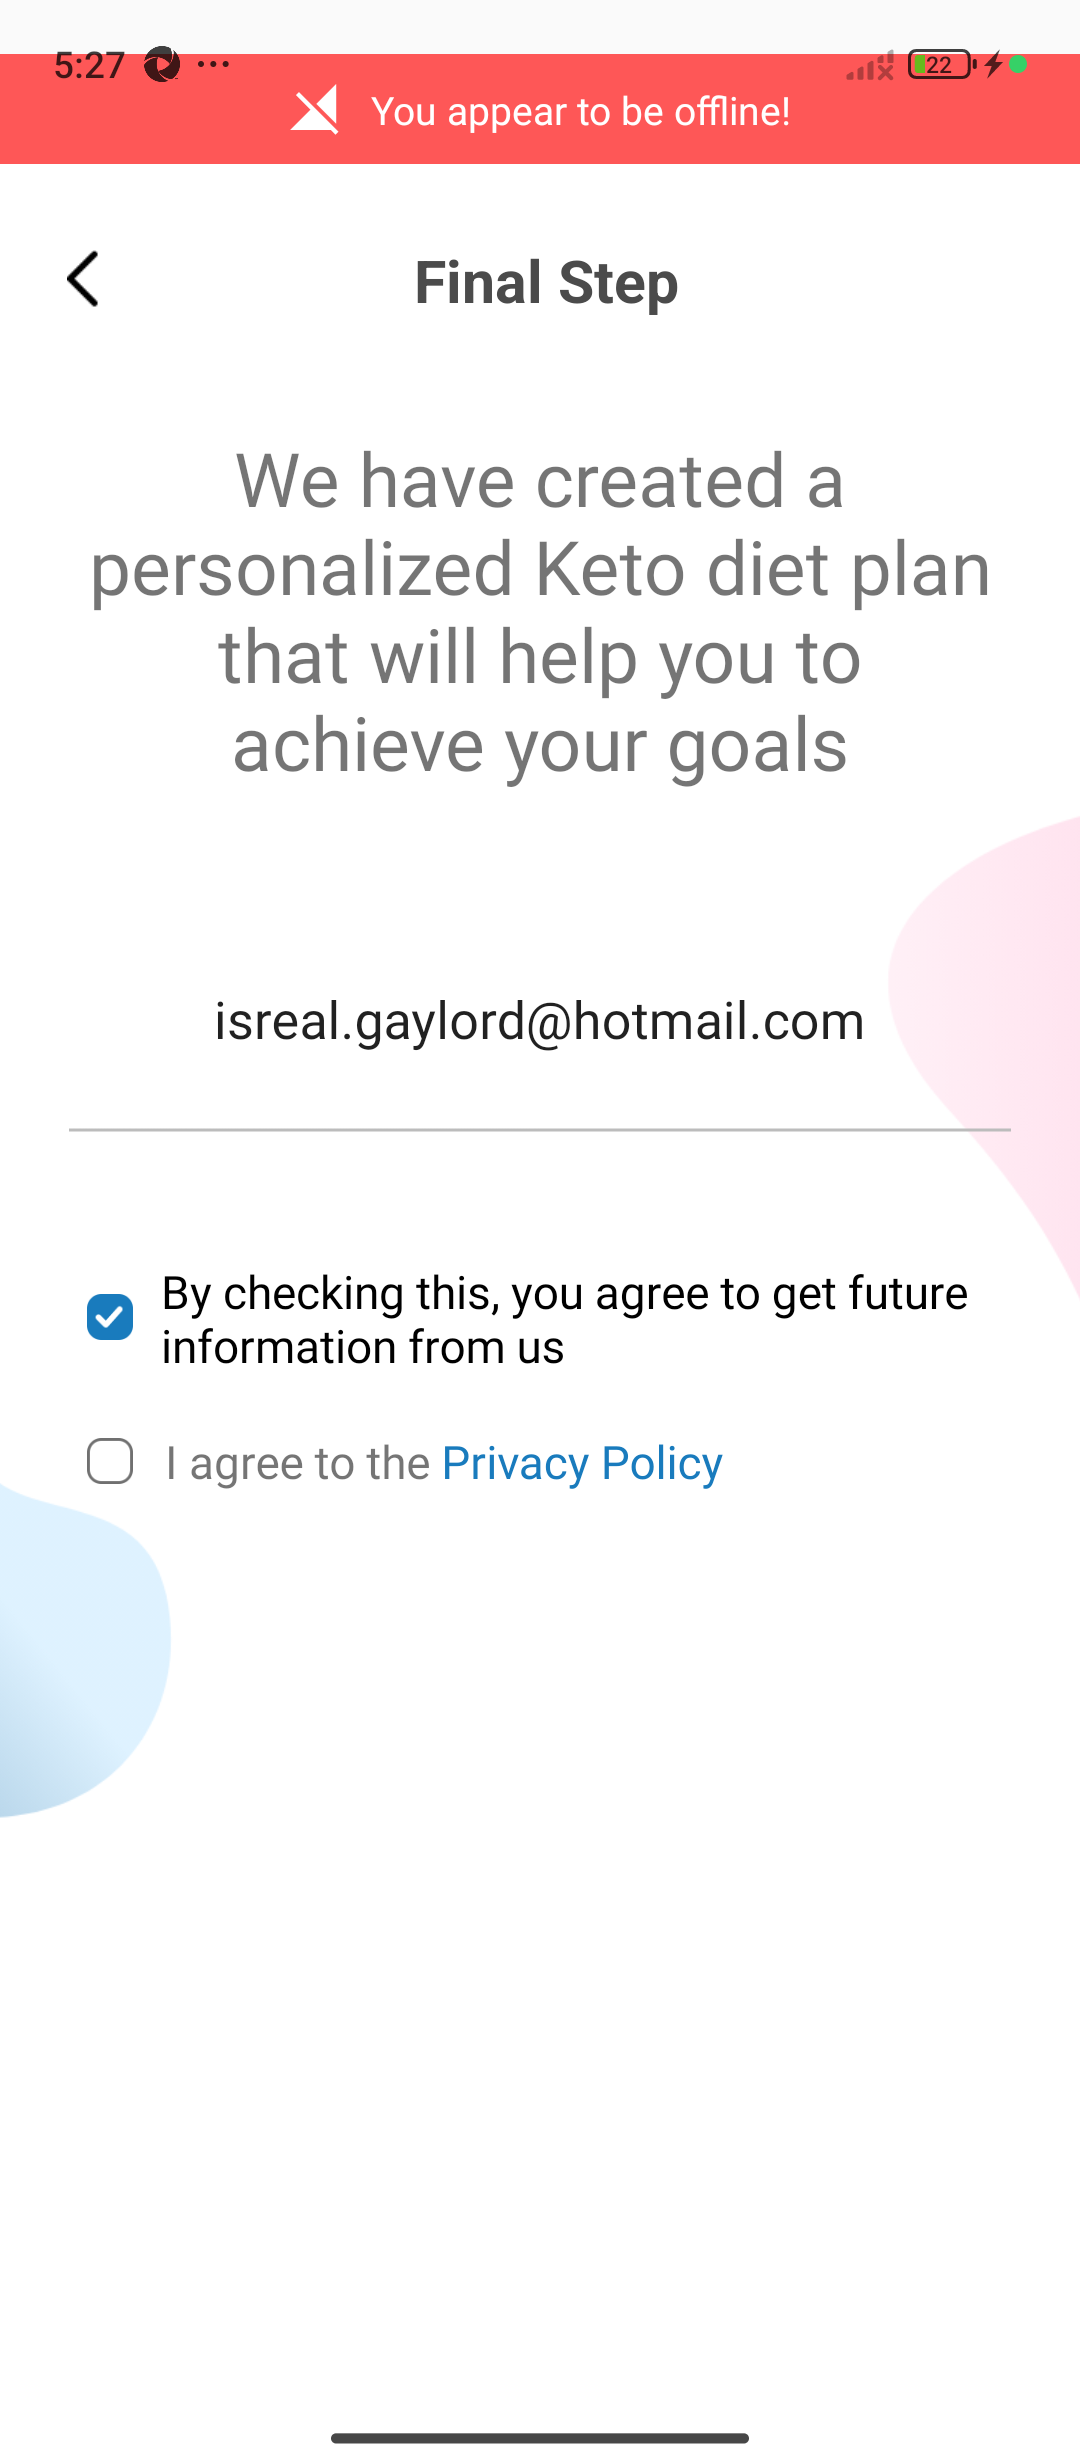 5:27
22
You appear to be offline!
Final Step
We have created a
personalized Keto diet plan
that will help you to
achieve your goals
isreal.gaylord@hotmail.com
By checking this, you agree to get future
information from us
I agree to the Privacy Policy